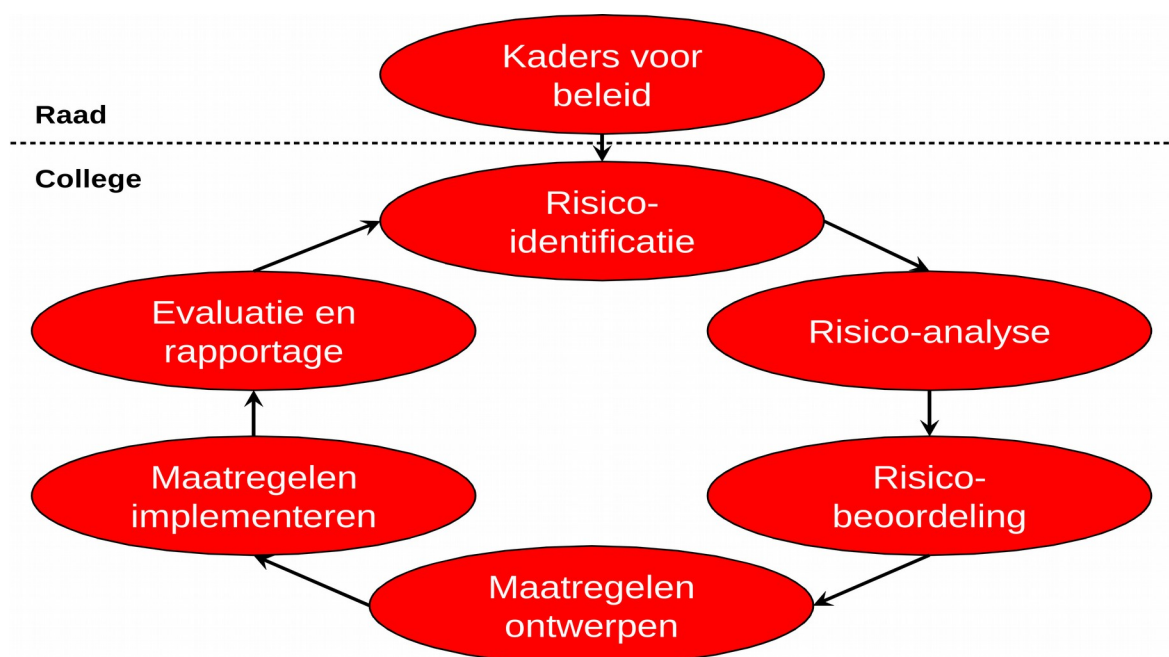 Kaders voor
beleid
Raad
College
Risico-
identificatie
Evaluatie en
rapportage
Risico-analyse
Maatregelen
implementeren
Risico-
beoordeling
Maatregelen
ontwerpen